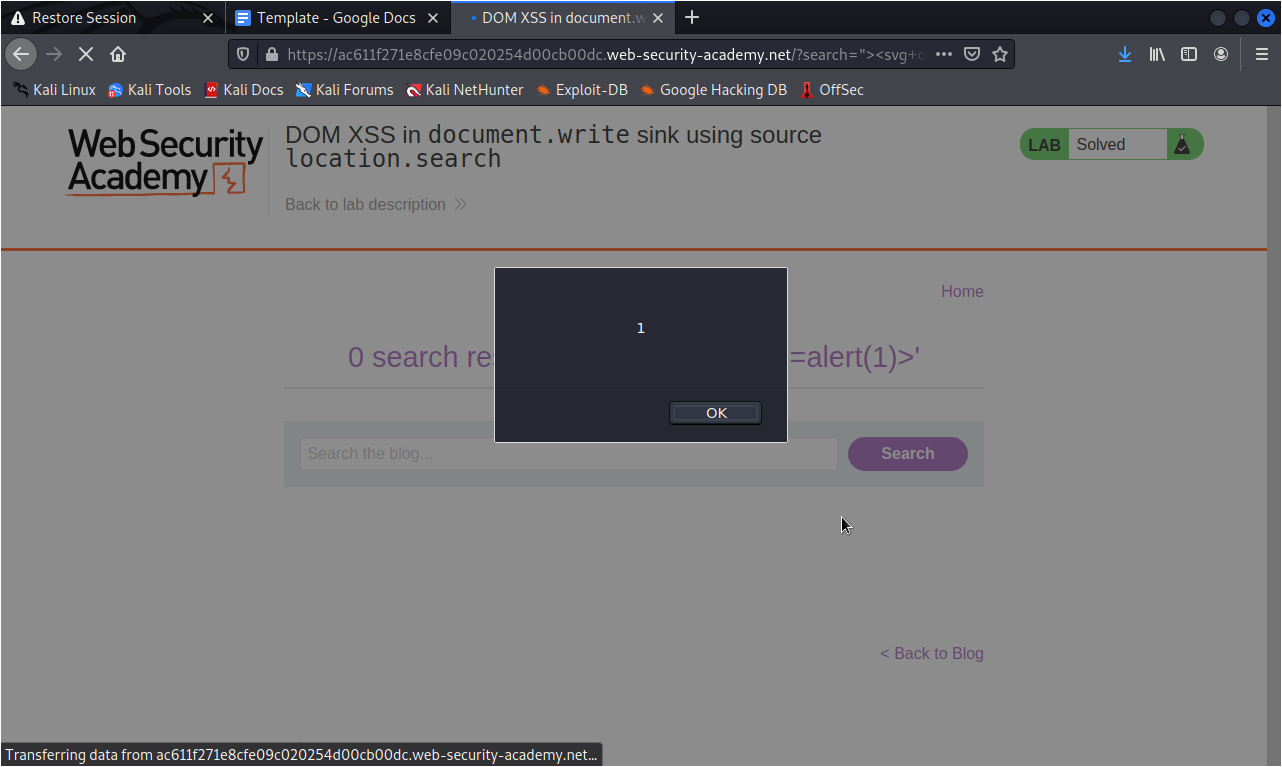 Restore Session
Template - Google Docs
DOM XSS in document.w
https://ac611f271e8cfe09c020254d00cb00dc.web-security-academy.net/?search="><svg+o
Kali Linux Kali Tools Kali Docs Kali Forums Kali NetHunter Exploit-DB Google Hacking DB OffSec
Web Security
Academy
DOM XSS in document.write sink using source
location.search
Back to lab description
LAB Solved
Home
0 search res =alert(1)>'
1
OK
Search the blog...
Search
< Back to Blog
Transferring data from ac611f271e8cfe09c020254d00cb00dc.web-security-academy.net...